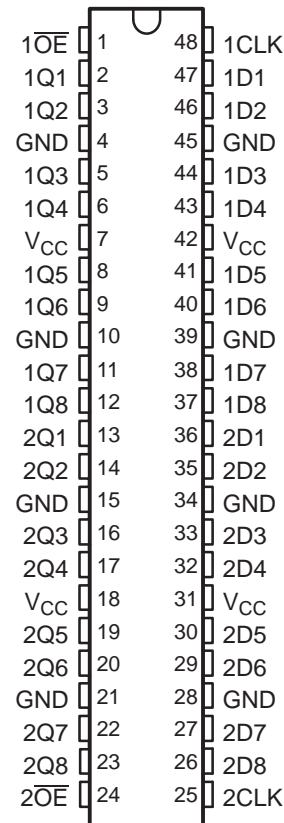 1O̅E̅ 1 48 1CLK
1Q1 2 47 1D1
1Q2 3 46 1D2
GND 4 45 GND
1Q3 5 44 1D3
1Q4 6 43 1D4
VCC 7 42 VCC
1Q5 8 41 1D5
1Q6 9 40 1D6
GND 10 39 GND
1Q7 11 38 1D7
1Q8 12 37 1D8
2Q1 13 36 2D1
2Q2 14 35 2D2
GND 15 34 GND
2Q3 16 33 2D3
2Q4 17 32 2D4
VCC 18 31 VCC
2Q5 19 30 2D5
2Q6 20 29 2D6
GND 21 28 GND
2Q7 22 27 2D7
2Q8 23 26 2D8
2O̅E̅ 24 25 2CLK